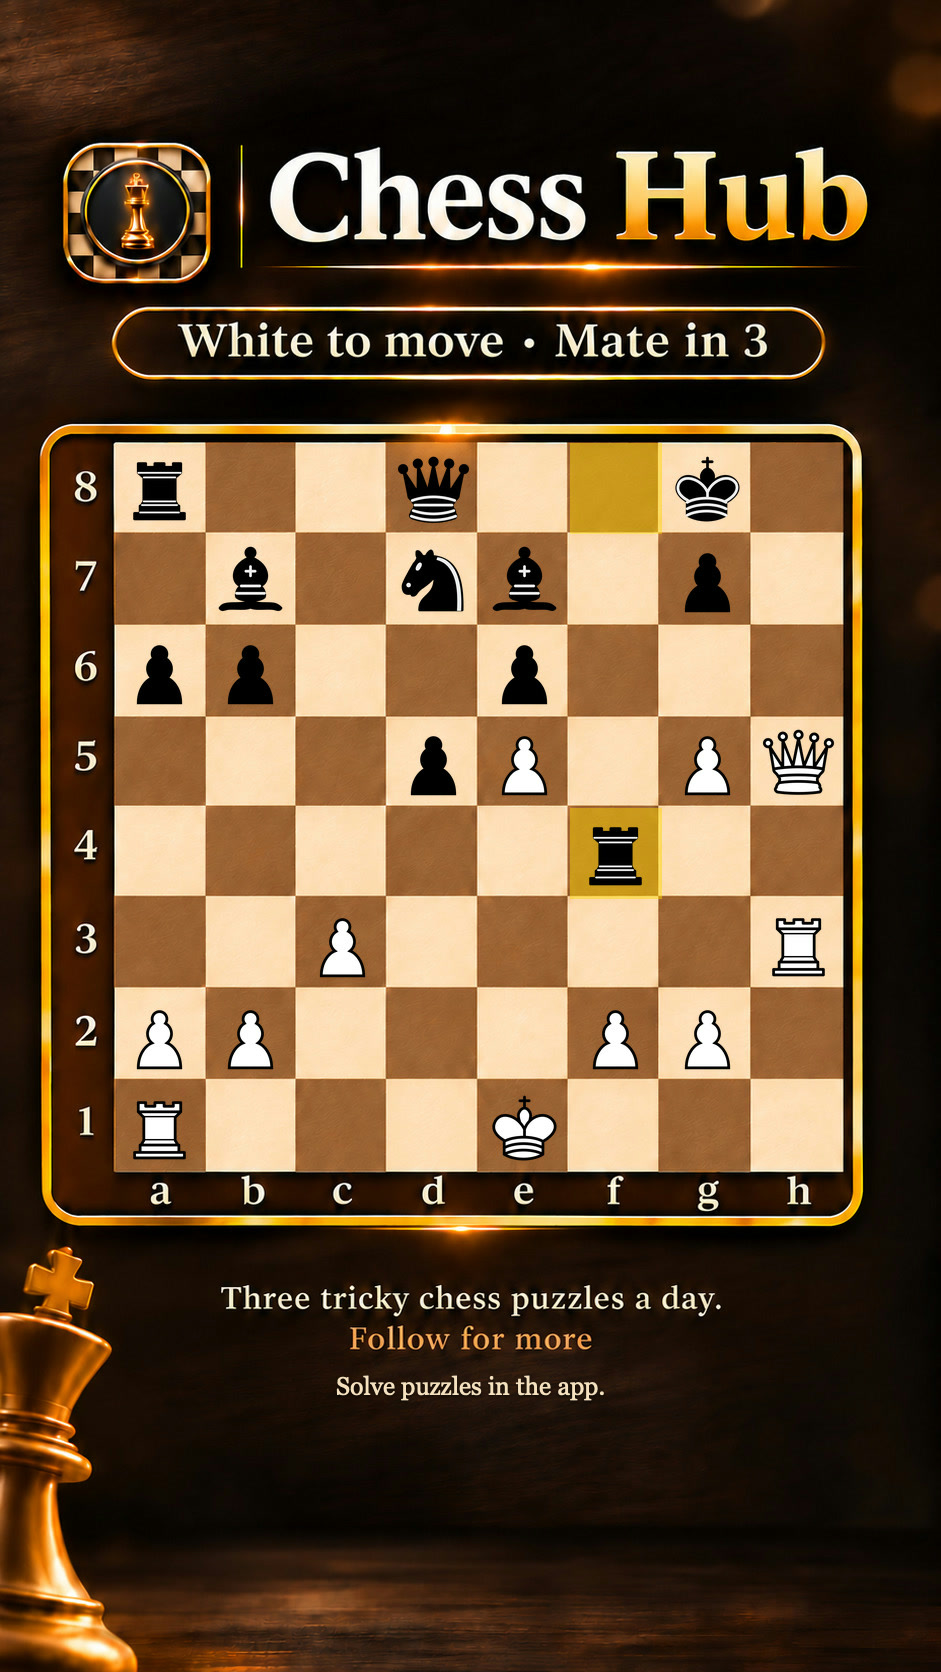 Chess Hub
White to move • Mate in 3
8
7
6
5
4
3
2
1
a b c d e f g h
Three tricky chess puzzles a day.
Follow for more
Solve puzzles in the app.